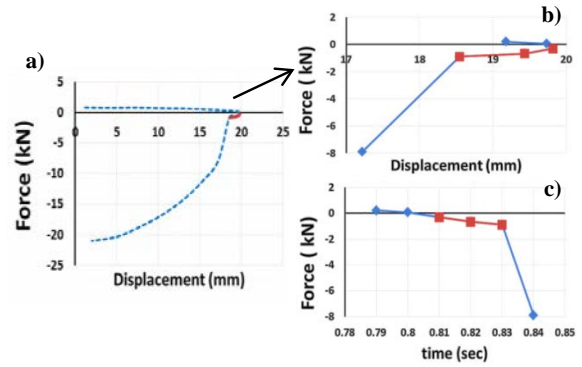 a)
5
0
-5
-10
-15
-20
-25
0 5 10 15 20 25
Force (kN)
Displacement (mm)
b)
2
0
-2
-4
-6
-8
17 18 19 20
Force ( kN)
Displacement (mm)
c)
2
0
-2
-4
-6
-8
0.78 0.79 0.8 0.81 0.82 0.83 0.84 0.85
Force ( kN)
time (sec)